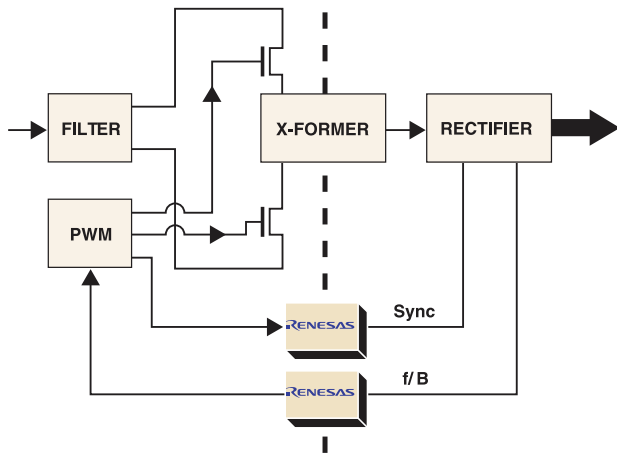 FILTER
X-FORMER
RECTIFIER
PWM
RENESAS
Sync
RENESAS
f/B